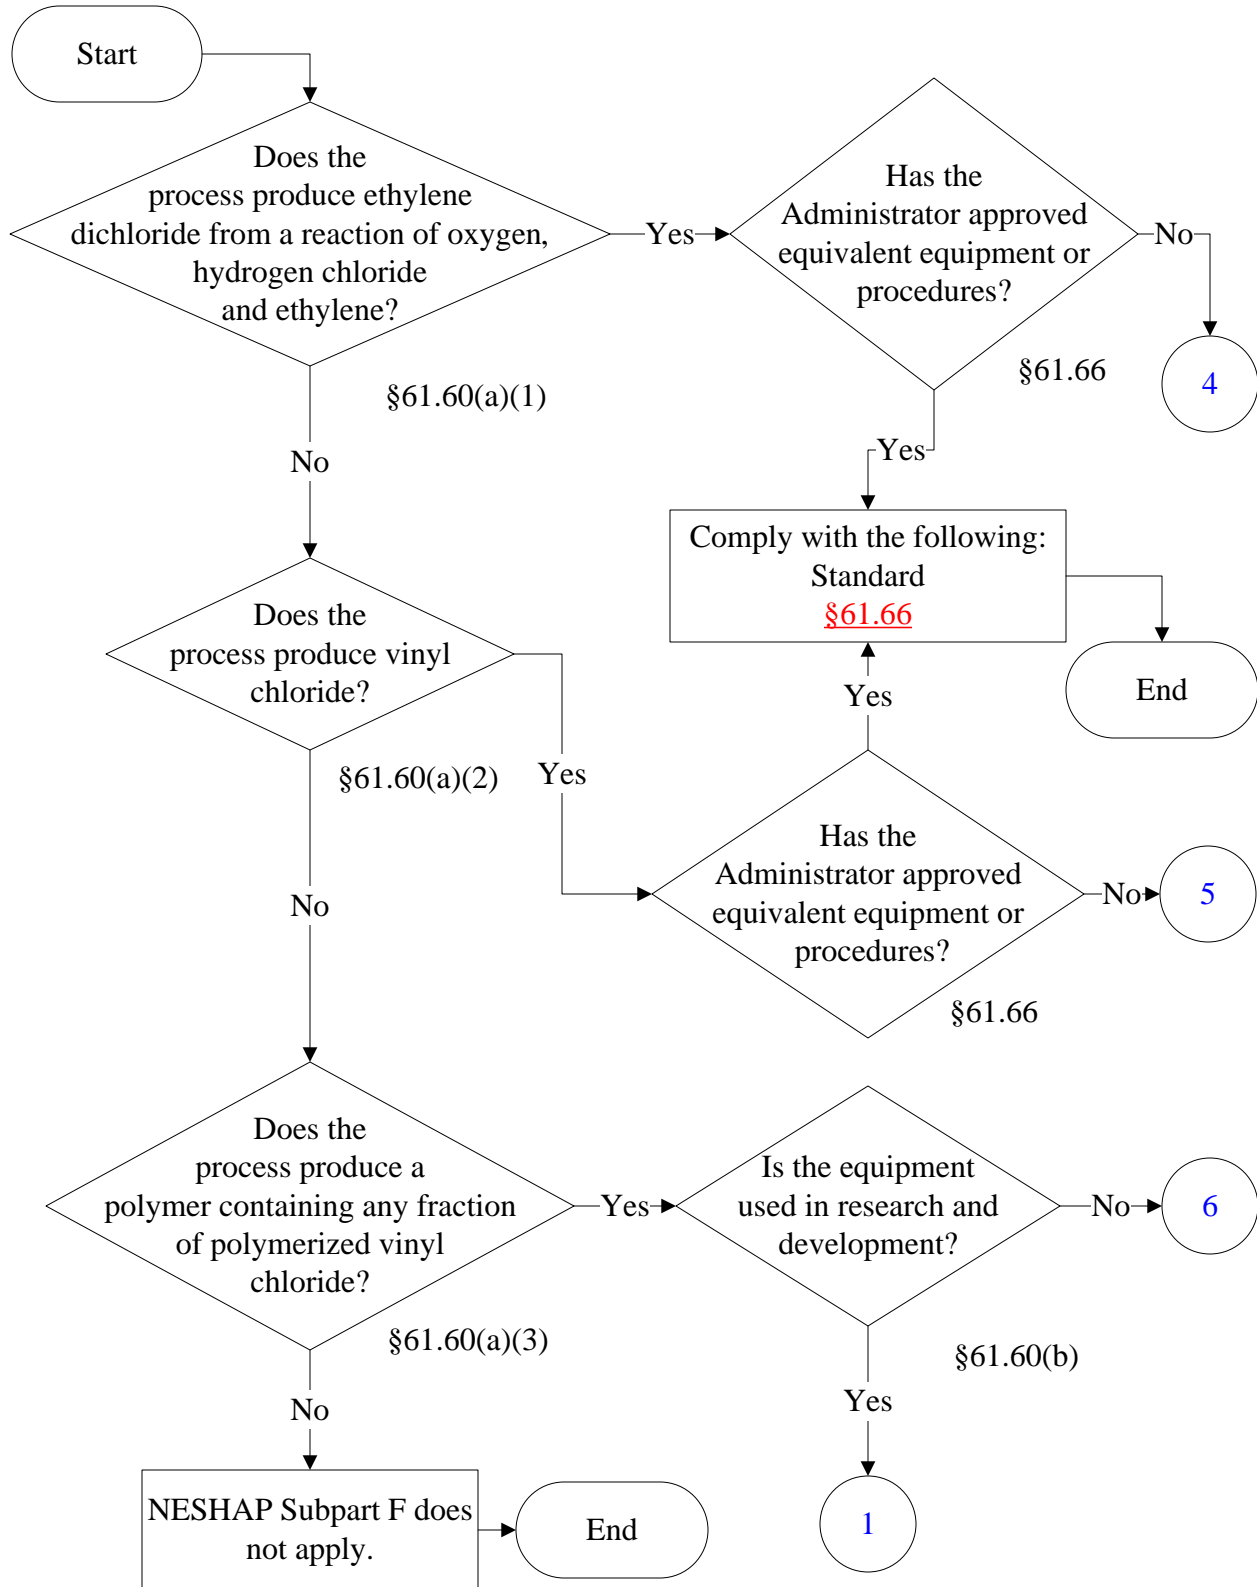 Start
Does the
process produce ethylene
dichloride from a reaction of oxygen,
hydrogen chloride
and ethylene?
§61.60(a)(1)
Yes
Has the
Administrator approved
equivalent equipment or
procedures?
§61.66
No
4
Yes
Comply with the following:
Standard
§61.66
End
No
Does the
process produce vinyl
chloride?
§61.60(a)(2)
Yes
Yes
Has the
Administrator approved
equivalent equipment or
procedures?
§61.66
No
5
No
Does the
process produce a
polymer containing any fraction
of polymerized vinyl
chloride?
§61.60(a)(3)
Yes
Is the equipment
used in research and
development?
§61.60(b)
No
6
Yes
1
No
NESHAP Subpart F does
not apply.
End